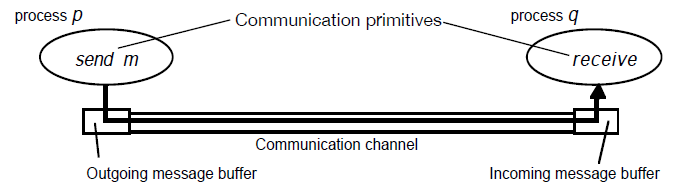 process p
Communication primitives
process q
send m
receive
Communication channel
Outgoing message buffer
Incoming message buffer